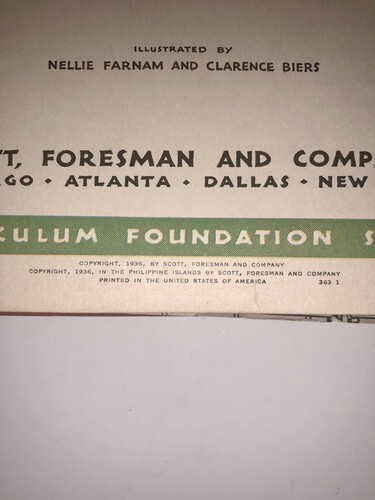 ILLUSTRATED BY
NELLIE FARNAM AND CLARENCE BIERS
TT, FORESMAN AND COMPA
AGO • ATLANTA • DALLAS • NEW
CULUM FOUNDATION S
COPYRIGHT, 1936, BY SCOTT, FORESMAN AND COMPANY
COPYRIGHT, 1936, IN THE PHILIPPINE ISLANDS BY SCOTT, FORESMAN AND COMPANY
PRINTED IN THE UNITED STATES OF AMERICA 363 1